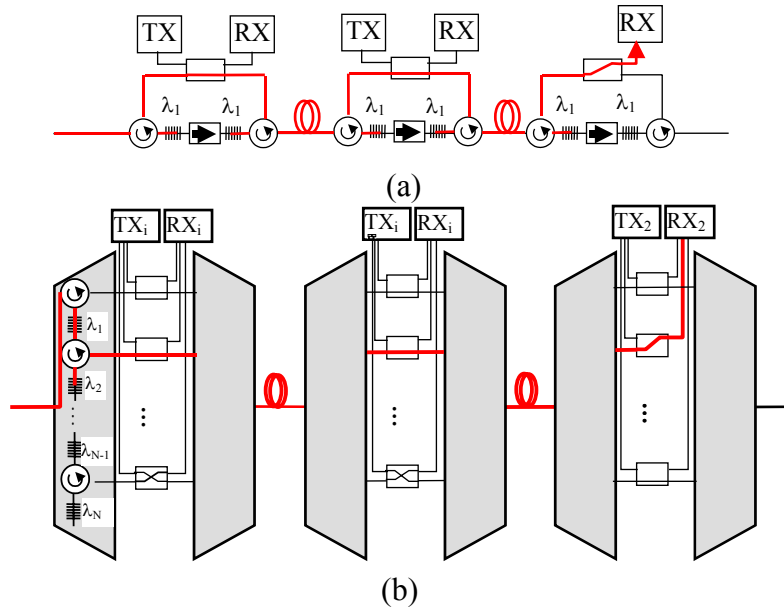 TX RX TX RX RX
λ1 λ1 λ1 λ1 λ1 λ1
(a)
TXi RXi TXi RXi TX2 RX2
λ1
λ2
⋮ ⋮ ⋮ ⋮
λN-1
λN
(b)